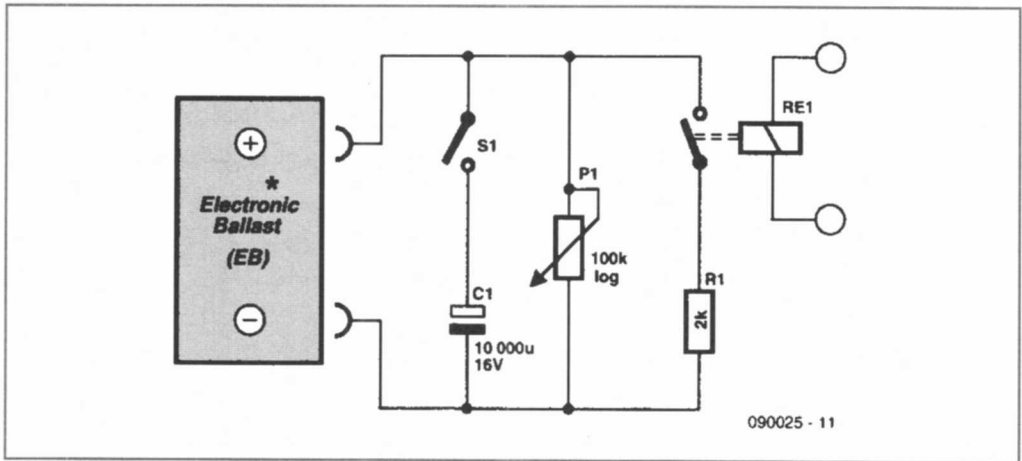 +
*
Electronic
Ballast
(EB)
−
S1
C1
10 000u
16V
P1
100k
log
RE1
R1
2k
090025 - 11